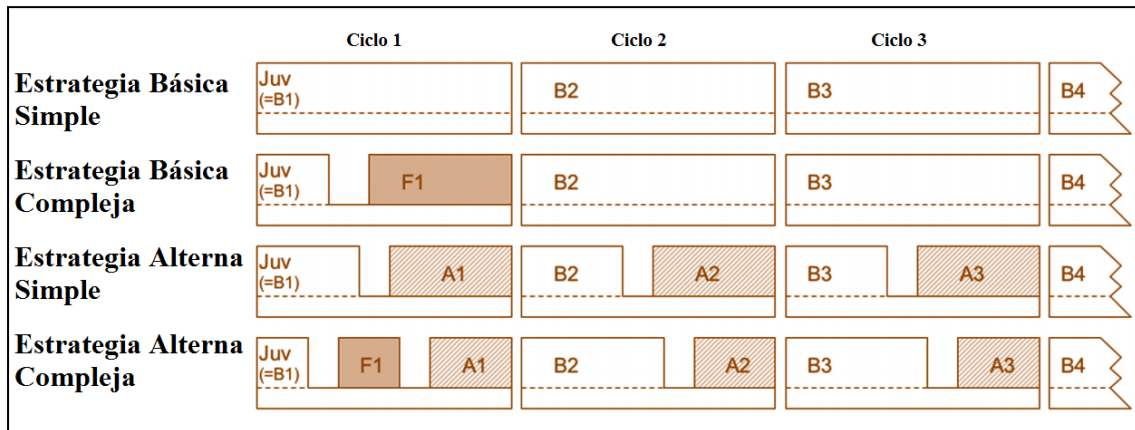 Ciclo 1 Ciclo 2 Ciclo 3
Estrategia Básica
Simple
Juv
(=B1)
B2
B3
B4
Estrategia Básica
Compleja
Juv
(=B1)
F1
B2
B3
B4
Estrategia Alterna
Simple
Juv
(=B1)
A1
B2
A2
B3
A3
B4
Estrategia Alterna
Compleja
Juv
(=B1)
F1
A1
B2
A2
B3
A3
B4